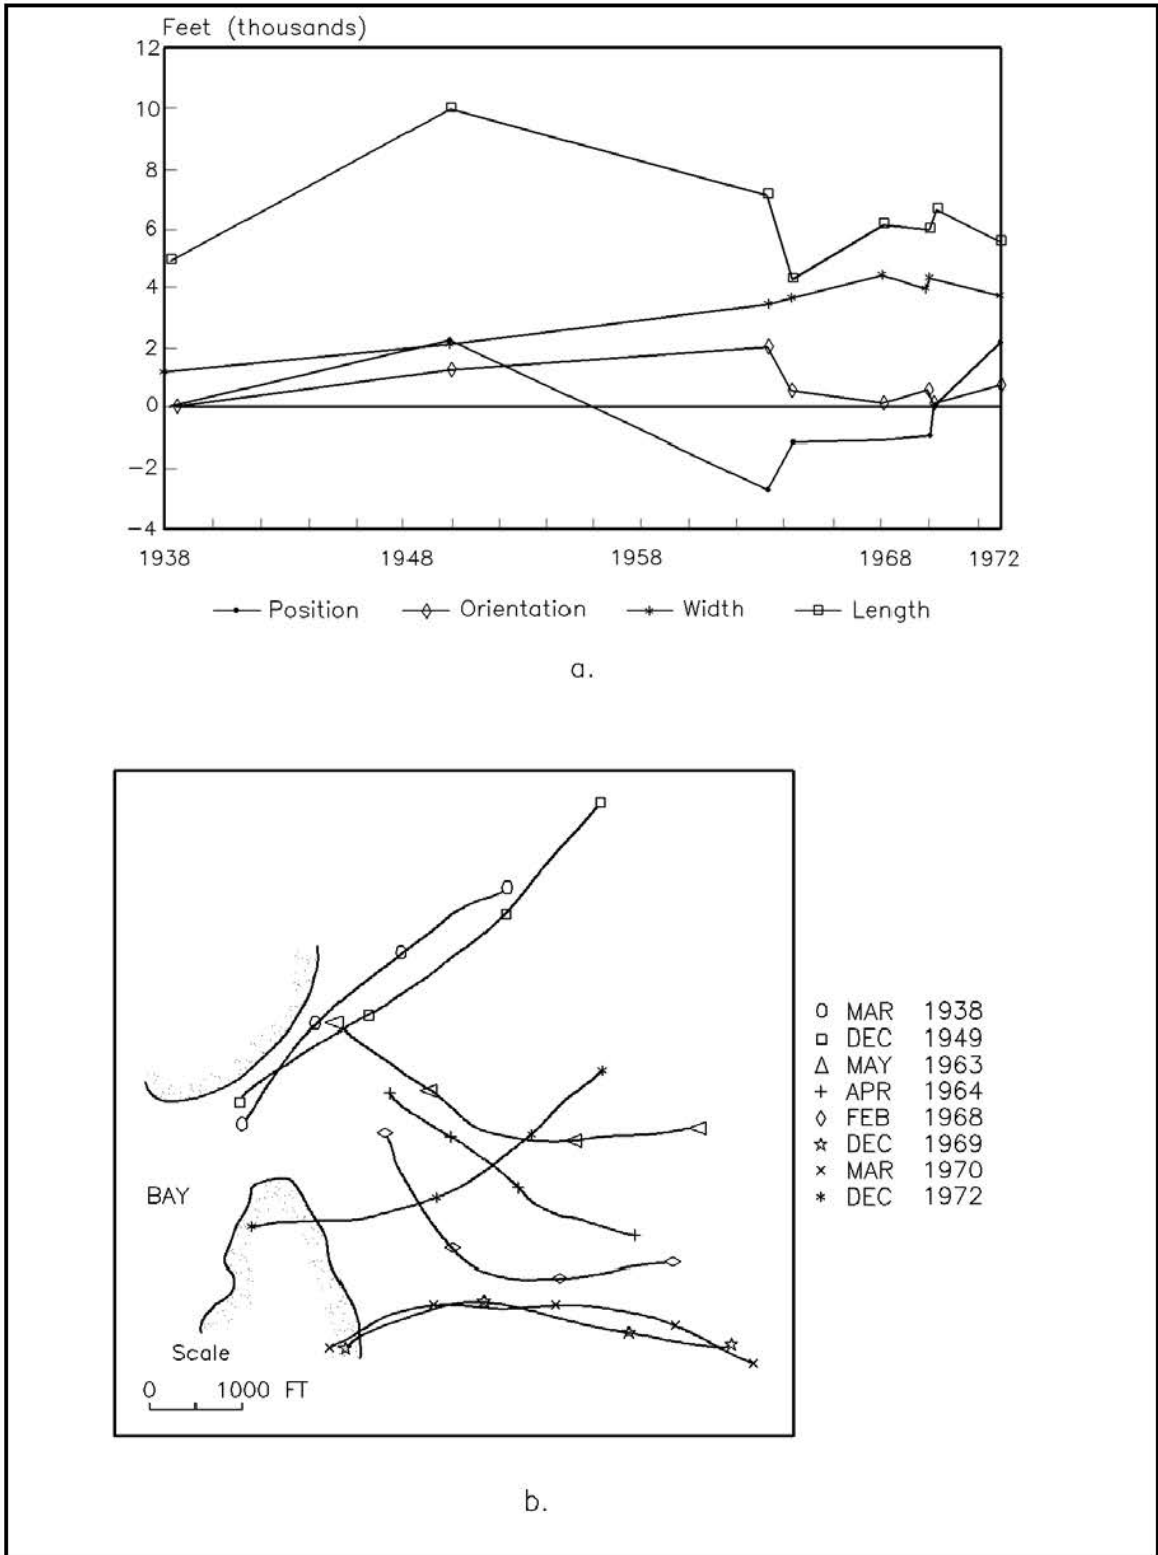 Feet (thousands)
12
10
8
6
4
2
0
−2
−4
1938 1948 1958 1968 1972
Position Orientation Width Length
a.
MAR 1938
DEC 1949
MAY 1963
APR 1964
FEB 1968
DEC 1969
MAR 1970
DEC 1972
BAY
Scale
0 1000 FT
b.